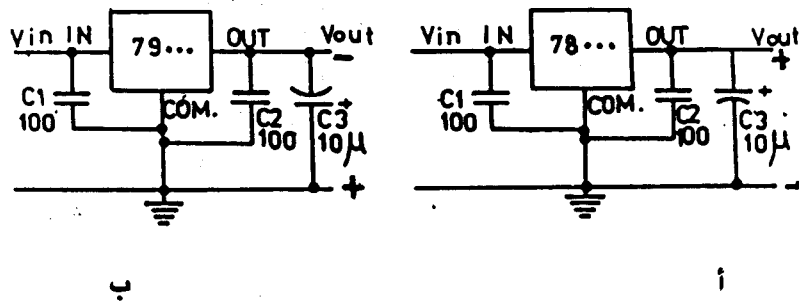 Vin IN 79... OUT Vout
-
C1
100
COM.
C2
100
+
C3
10μ
+
Vin IN 78... OUT Vout
+
C1
100
COM.
C2
100
+
C3
10μ
-
ب
أ